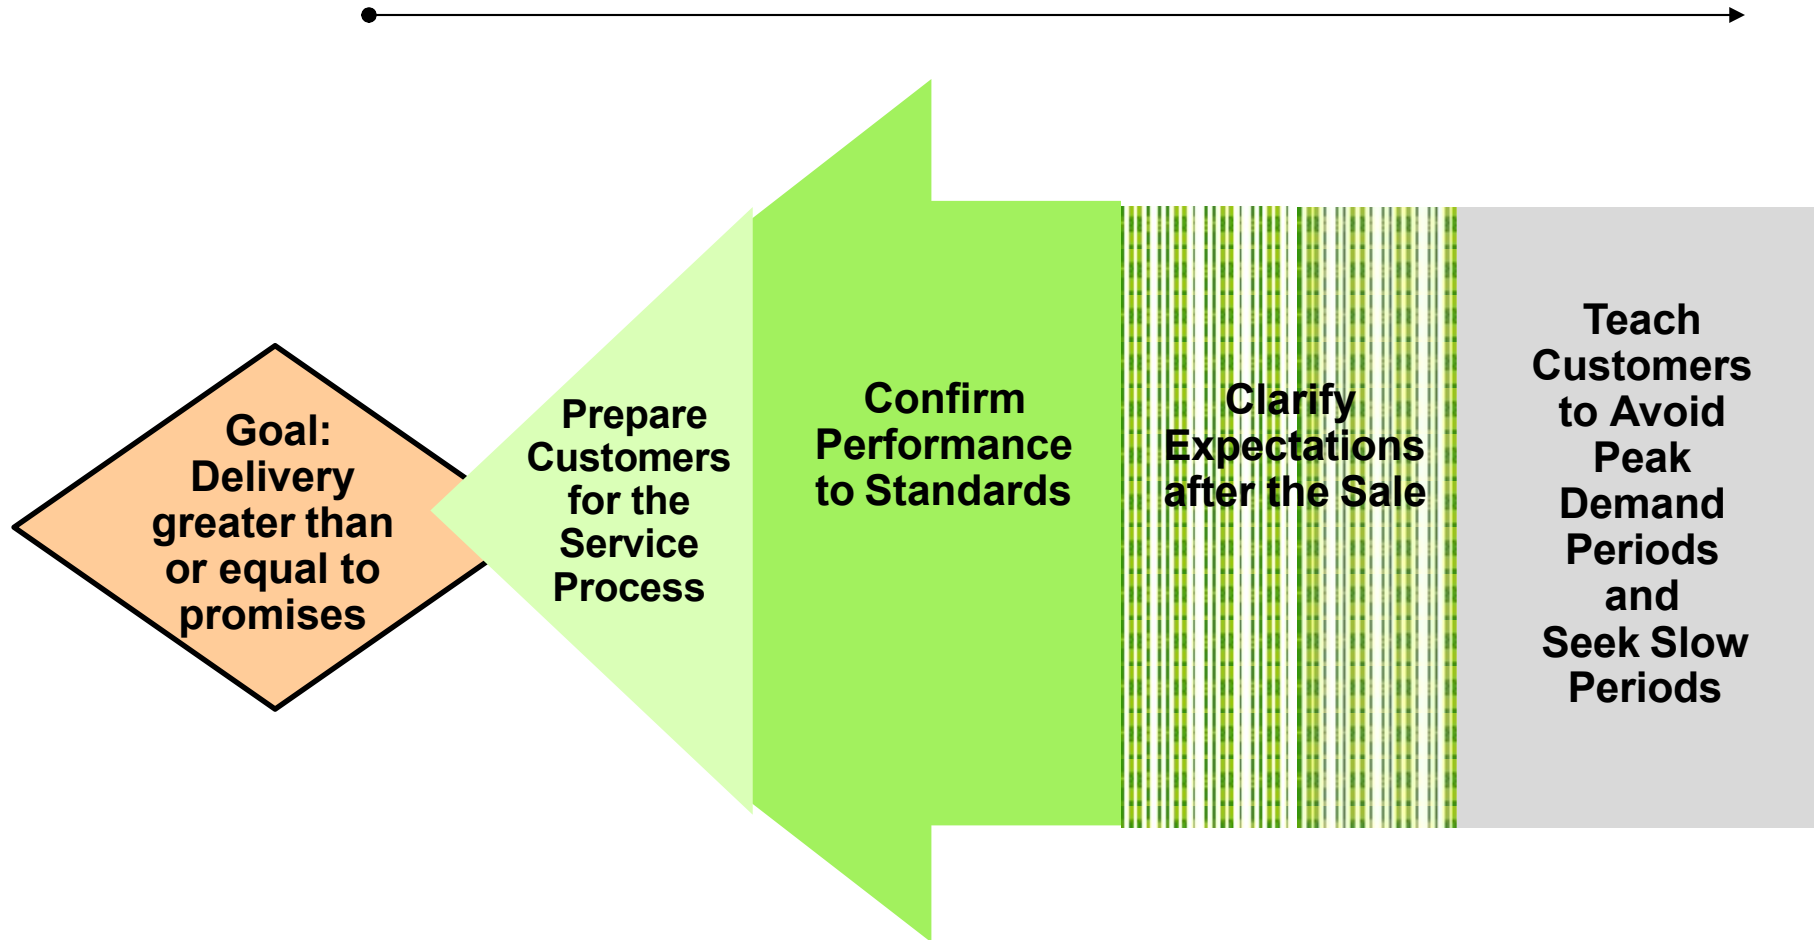 Goal:
Delivery
greater than
or equal to
promises
Prepare
Customers
for the
Service
Process
Confirm
Performance
to Standards
Clarify
Expectations
after the Sale
Teach
Customers
to Avoid
Peak
Demand
Periods
and
Seek Slow
Periods